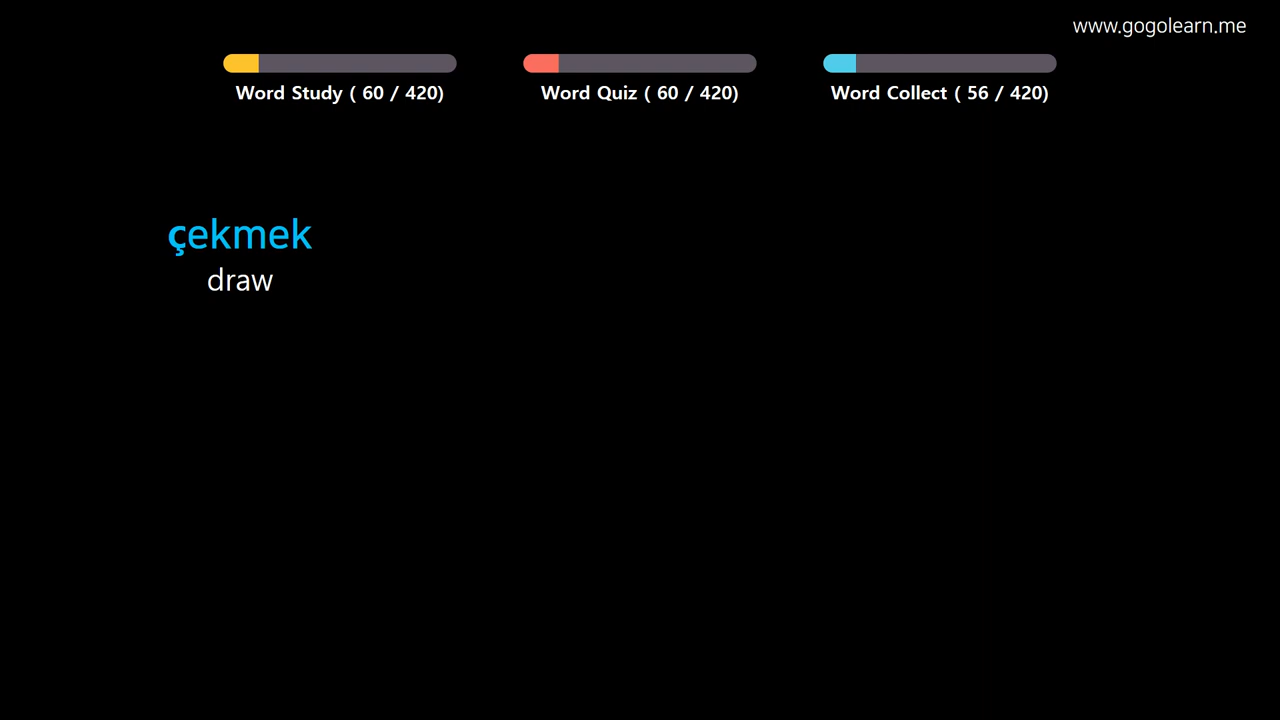 www.gogolearn.me
Word Study ( 60 / 420)
Word Quiz ( 60 / 420)
Word Collect ( 56 / 420)
çekmek
draw